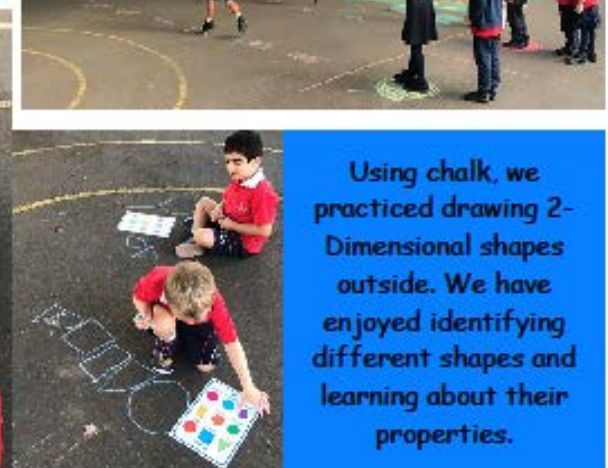 Using chalk, we
practiced drawing 2-
Dimensional shapes
outside. We have
enjoyed identifying
different shapes and
learning about their
properties.